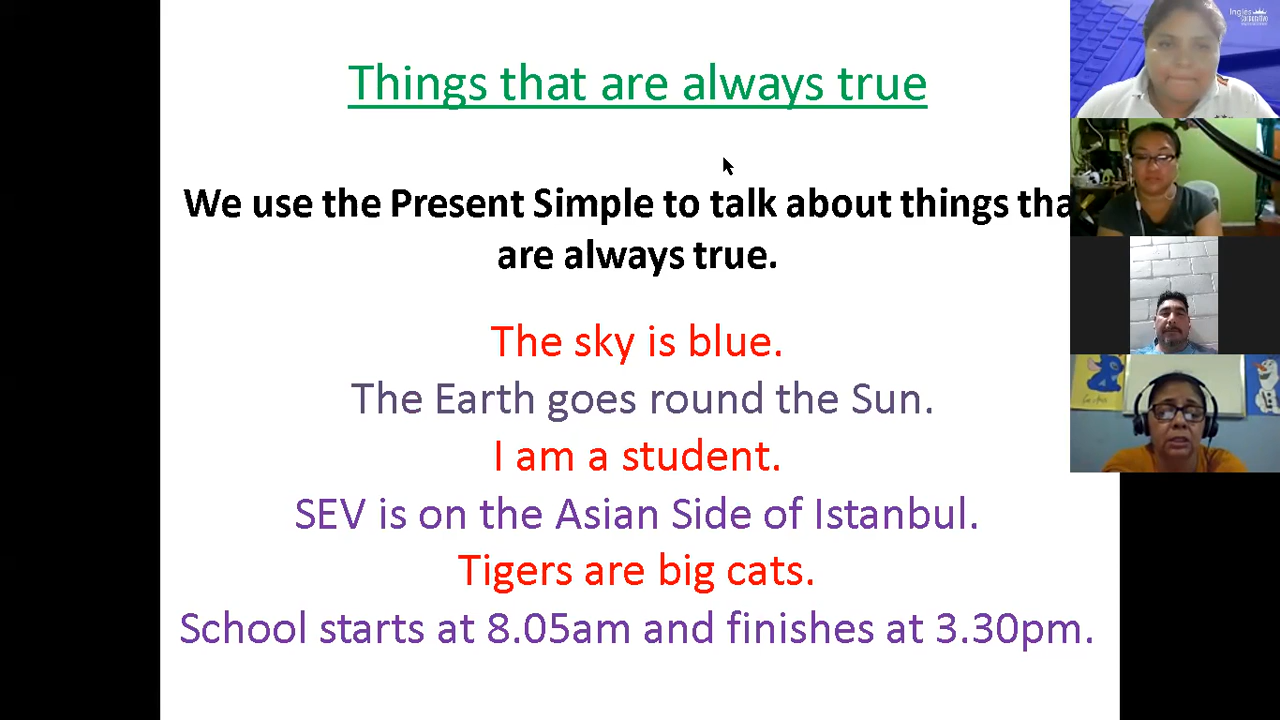 Things that are always true
We use the Present Simple to talk about things tha
are always true.
The sky is blue.
The Earth goes round the Sun.
I am a student.
SEV is on the Asian Side of Istanbul.
Tigers are big cats.
School starts at 8.05am and finishes at 3.30pm.
Ingles